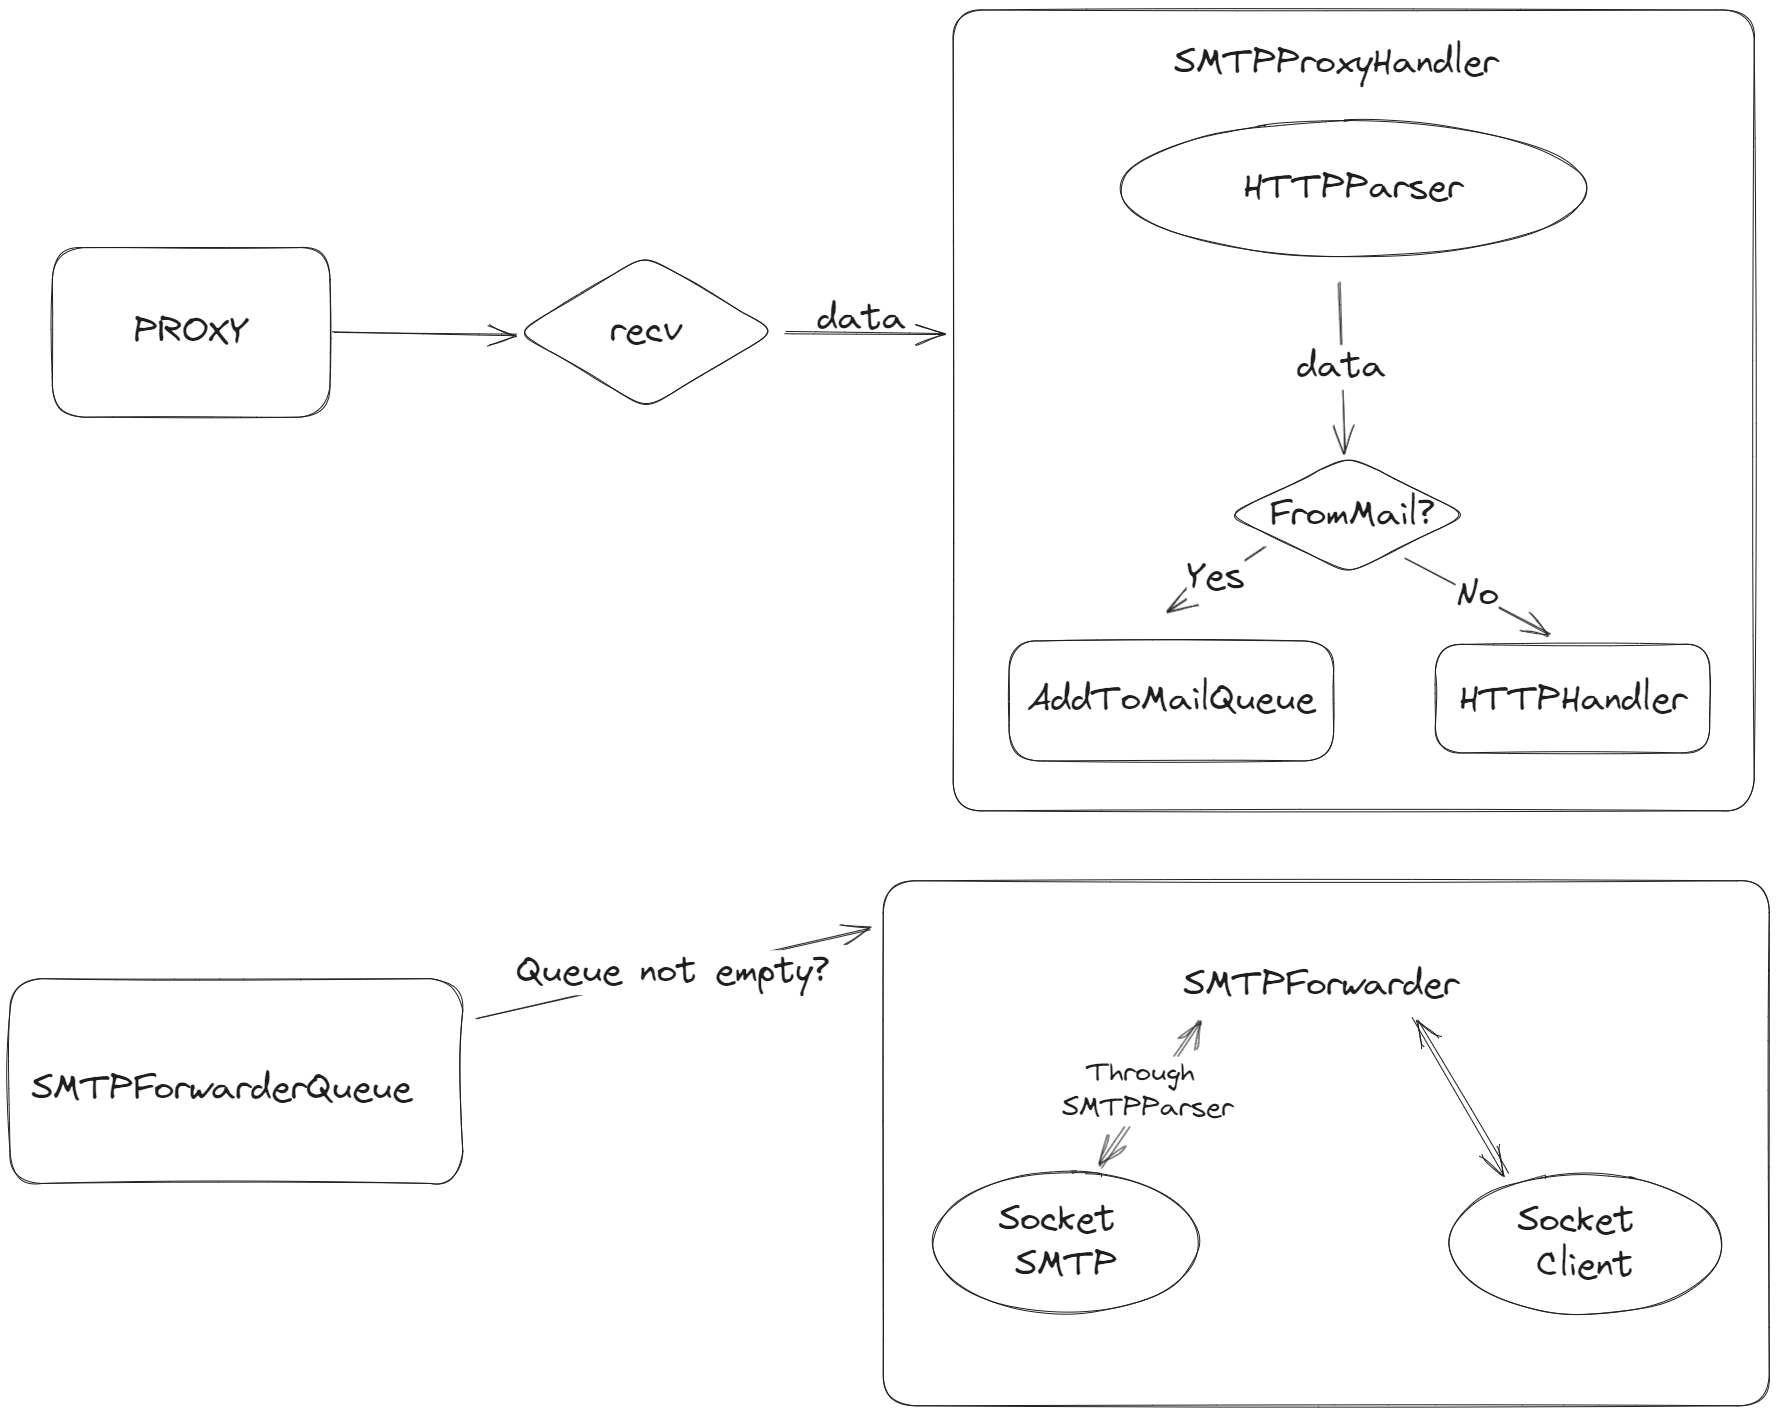 SMTPProxyHandler
HTTPParser
PROXY
recv
data
data
FromMail?
Yes
No
AddToMailQueue
HTTPHandler
Queue not empty?
SMTPForwarderQueue
SMTPForwarder
Through
SMTPParser
Socket
SMTP
Socket
Client